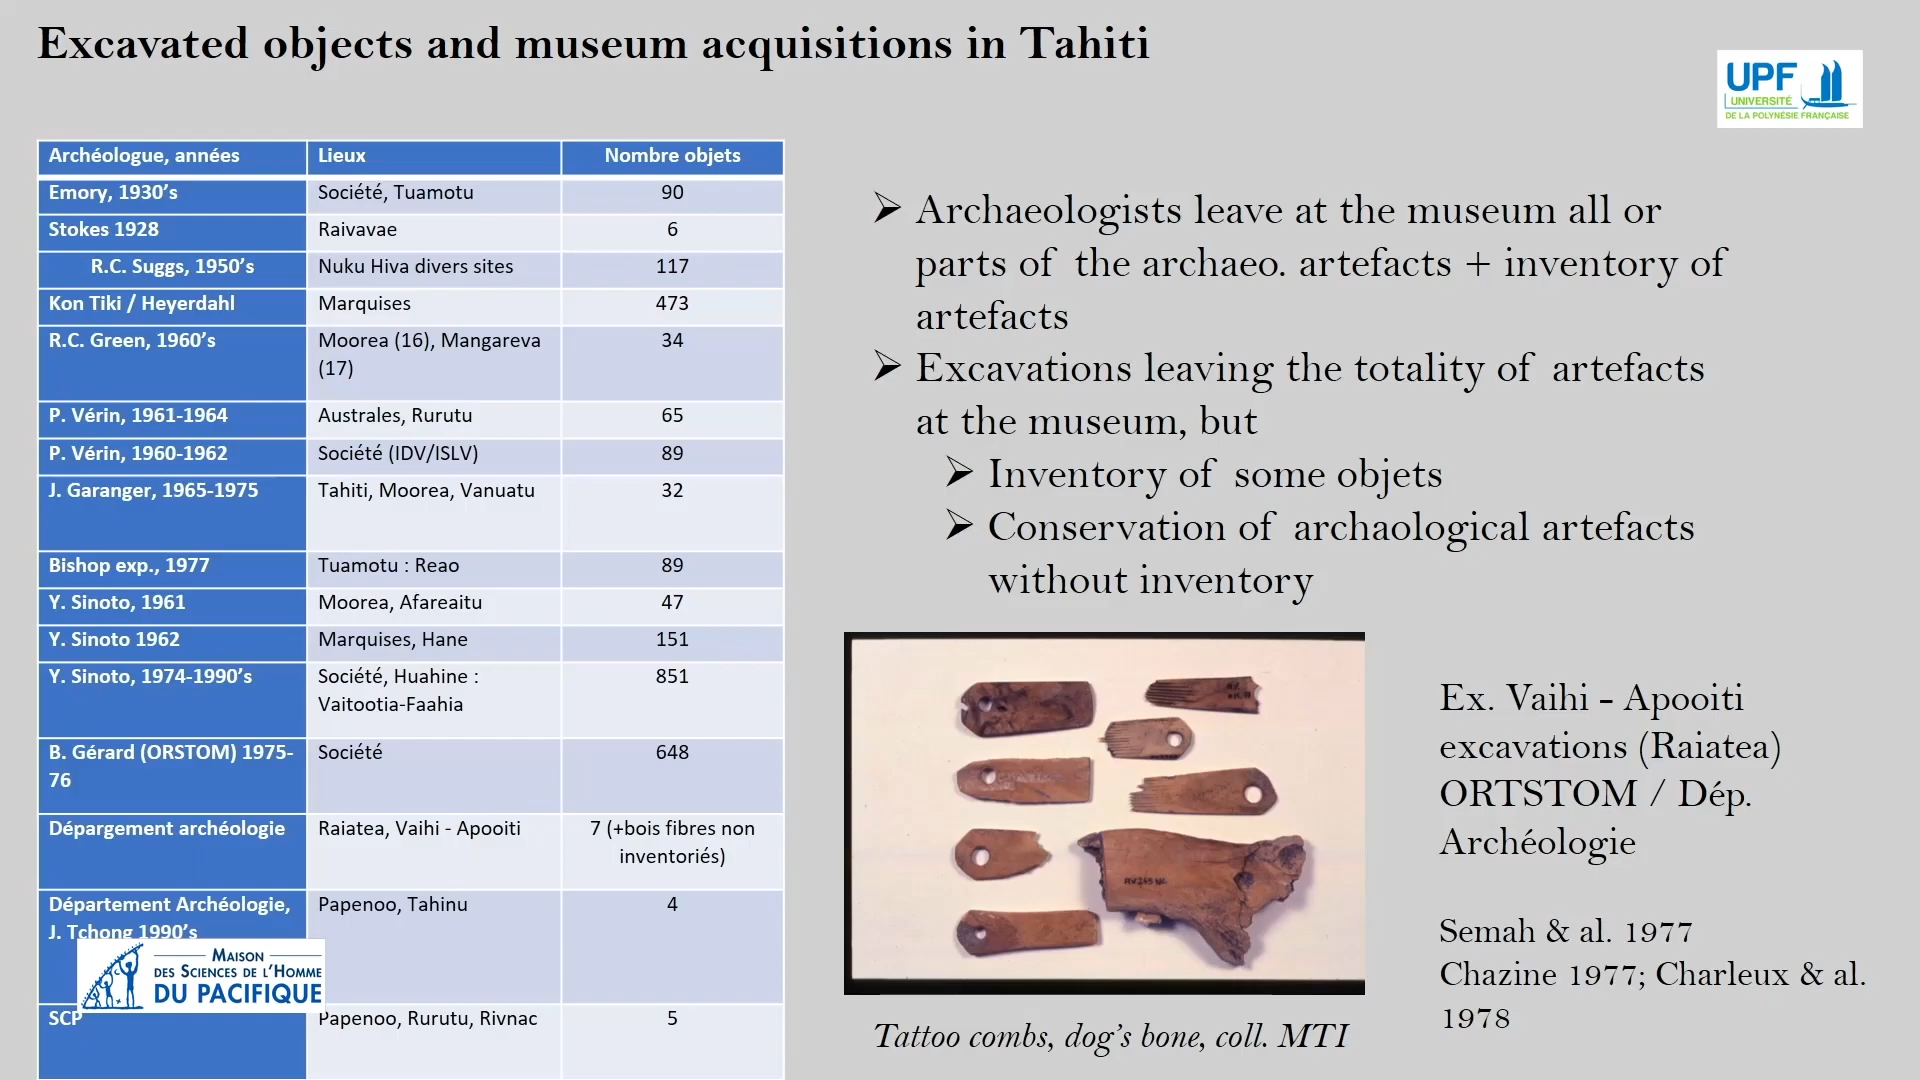 Excavated objects and museum acquisitions in Tahiti
UPF
UNIVERSITÉ
DE LA POLYNÉSIE FRANÇAISE
Archéologue, années Lieux Nombre objets
Emory, 1930’s Société, Tuamotu 90
Stokes 1928 Raivavae 6
R.C. Suggs, 1950’s Nuku Hiva divers sites 117
Kon Tiki / Heyerdahl Marquises 473
R.C. Green, 1960’s Moorea (16), Mangareva 34
(17)
P. Vérin, 1961-1964 Australes, Rurutu 65
P. Vérin, 1960-1962 Société (IDV/ISLV) 89
J. Garanger, 1965-1975 Tahiti, Moorea, Vanuatu 32
Bishop exp., 1977 Tuamotu : Reao 89
Y. Sinoto, 1961 Moorea, Afareaitu 47
Y. Sinoto 1962 Marquises, Hane 151
Y. Sinoto, 1974-1990’s Société, Huahine : 851
Vaitootia-Faahia
B. Gérard (ORSTOM) 1975- Société 648
76
Dépargement archéologie Raiatea, Vaihi - Apooiti 7 (+bois fibres non
inventoriés)
Département Archéologie, Papenoo, Tahinu 4
J. Tchong 1990’s
SCP Papenoo, Rurutu, Rivnac 5
MAISON
DES SCIENCES DE L’HOMME
DU PACIFIQUE
➢ Archaeologists leave at the museum all or
parts of the archaeo. artefacts + inventory of
artefacts
➢ Excavations leaving the totality of artefacts
at the museum, but
➢ Inventory of some objets
➢ Conservation of archaological artefacts
without inventory
Tattoo combs, dog’s bone, coll. MTI
Ex. Vaihi - Apooiti
excavations (Raiatea)
ORTSTOM / Dép.
Archéologie
Semah & al. 1977
Chazine 1977; Charleux & al.
1978